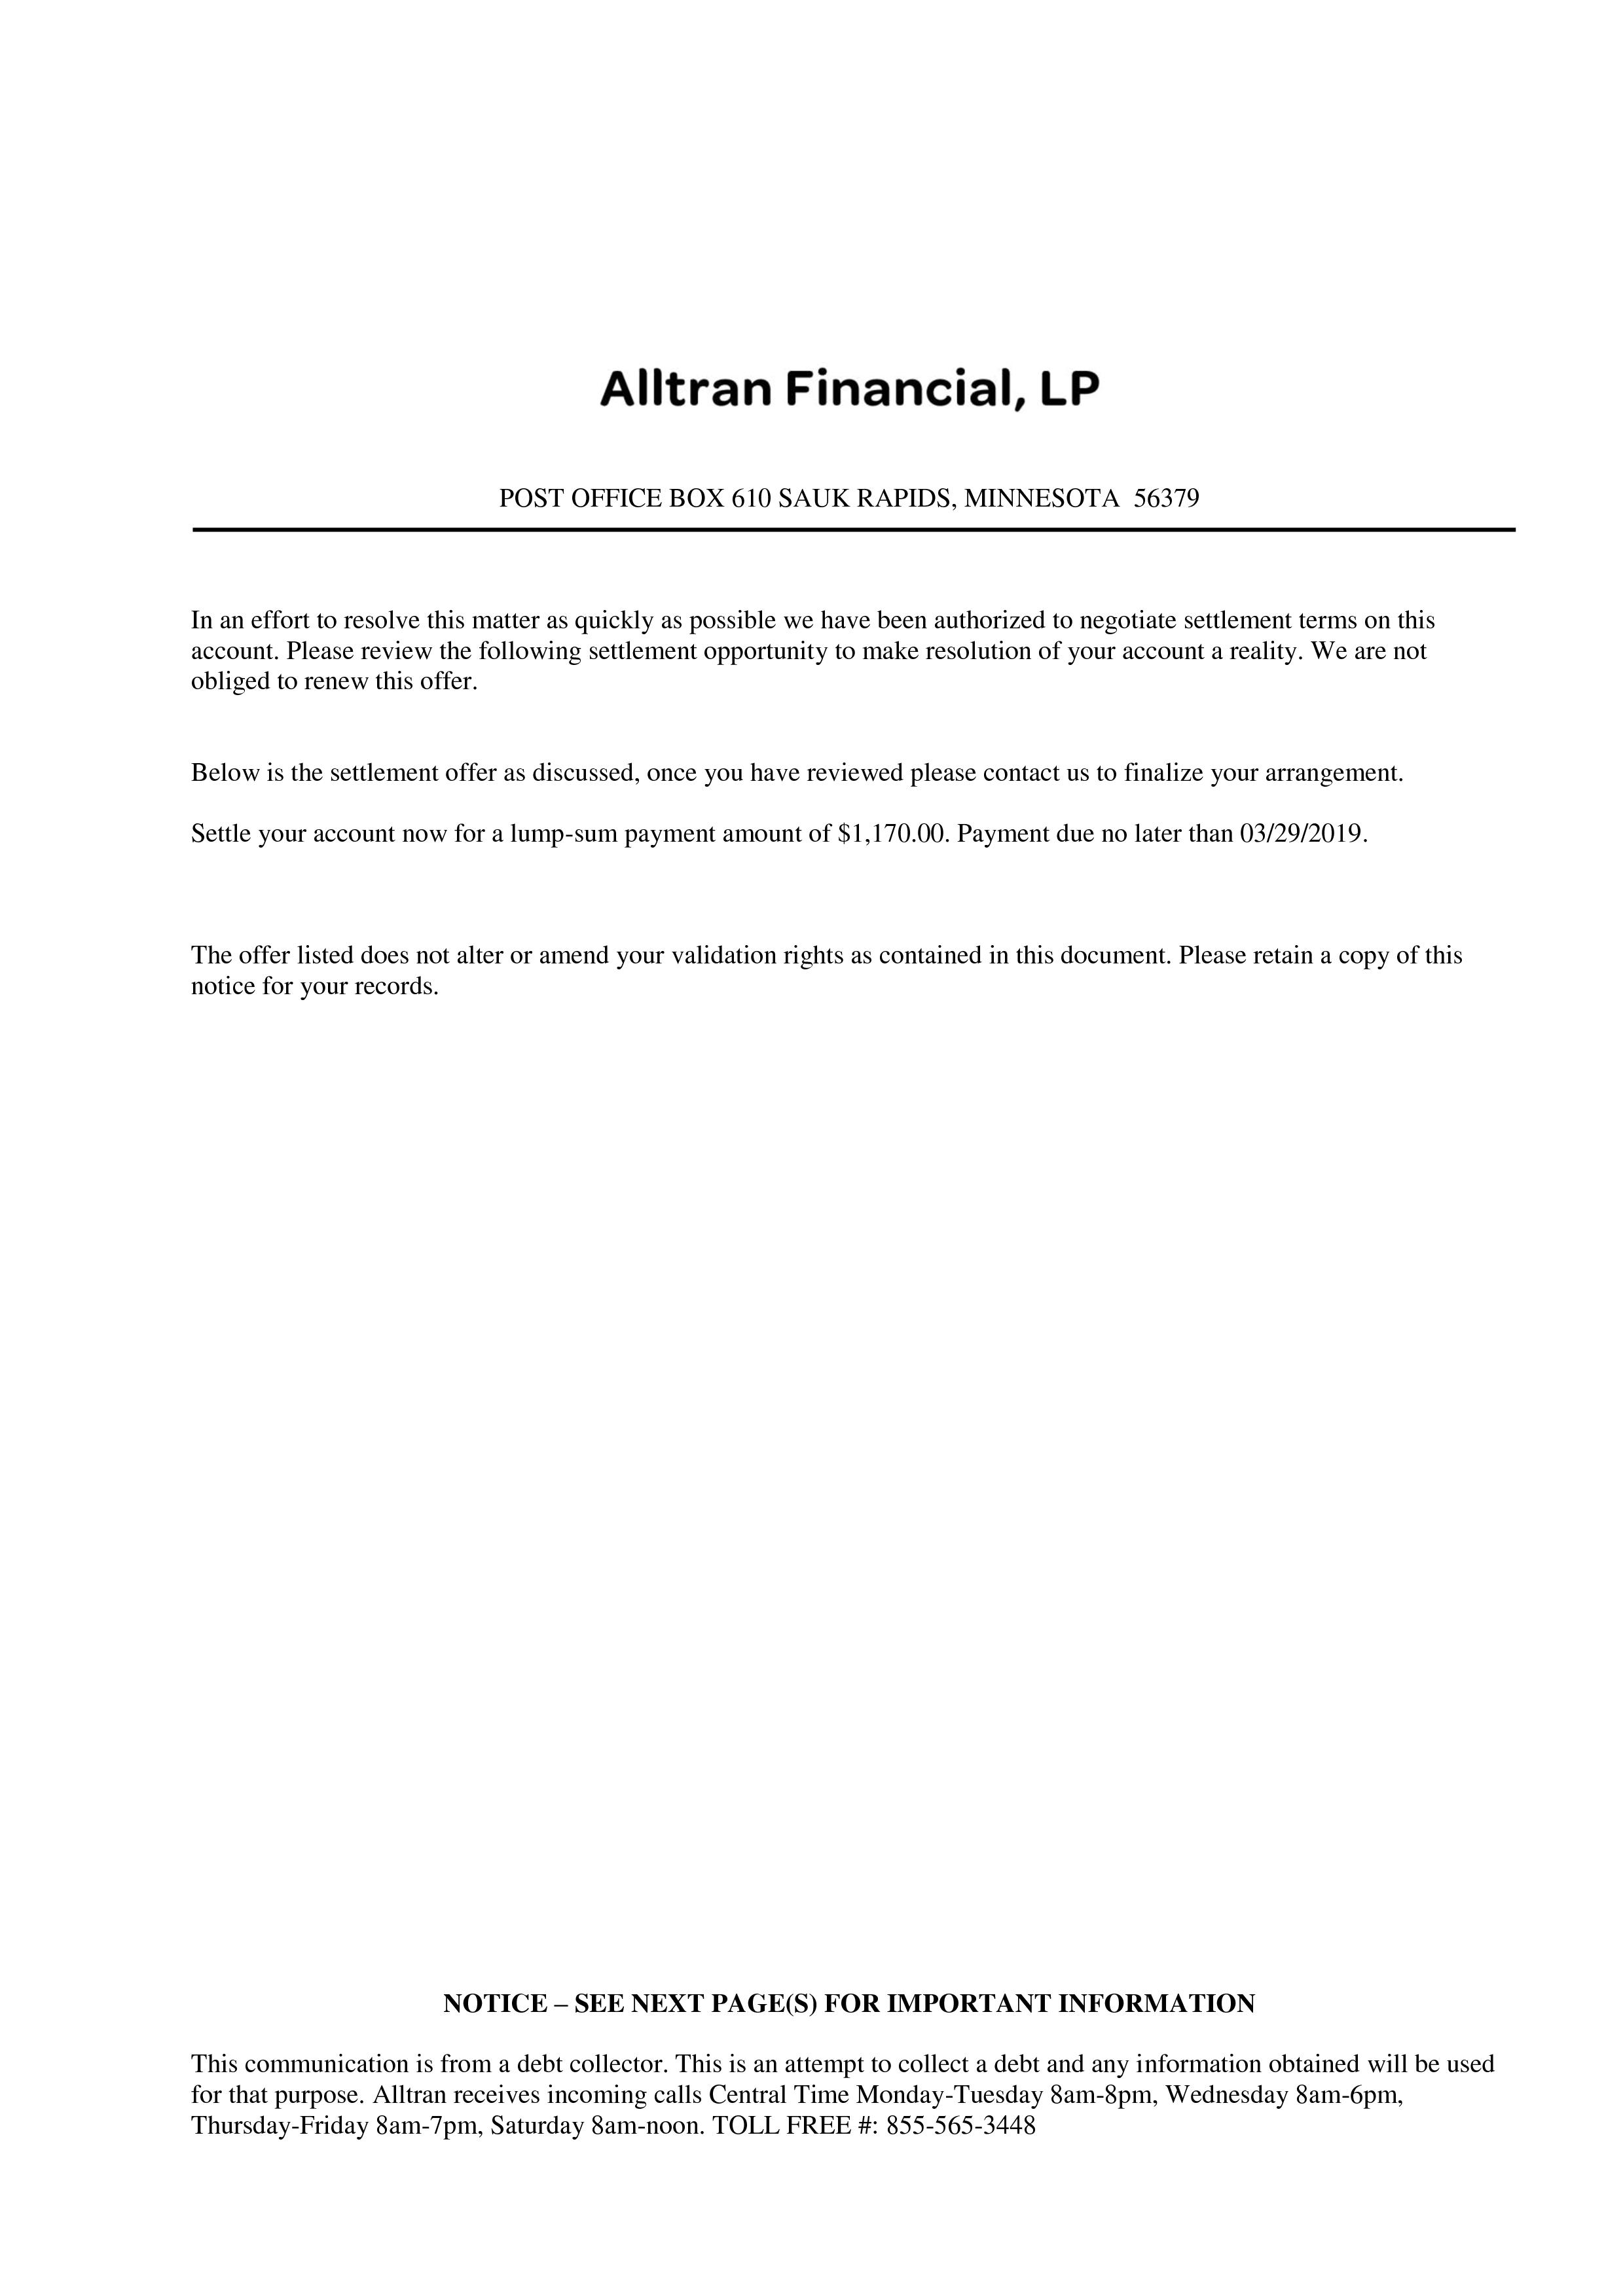 Alltran Financial, LP
POST OFFICE BOX 610 SAUK RAPIDS, MINNESOTA  56379
In an effort to resolve this matter as quickly as possible we have been authorized to negotiate settlement terms on this
account. Please review the following settlement opportunity to make resolution of your account a reality. We are not
obliged to renew this offer.
Below is the settlement offer as discussed, once you have reviewed please contact us to finalize your arrangement.
Settle your account now for a lump-sum payment amount of $1,170.00. Payment due no later than 03/29/2019.
The offer listed does not alter or amend your validation rights as contained in this document. Please retain a copy of this
notice for your records.
NOTICE – SEE NEXT PAGE(S) FOR IMPORTANT INFORMATION
This communication is from a debt collector. This is an attempt to collect a debt and any information obtained will be used
for that purpose. Alltran receives incoming calls Central Time Monday-Tuesday 8am-8pm, Wednesday 8am-6pm,
Thursday-Friday 8am-7pm, Saturday 8am-noon. TOLL FREE #: 855-565-3448